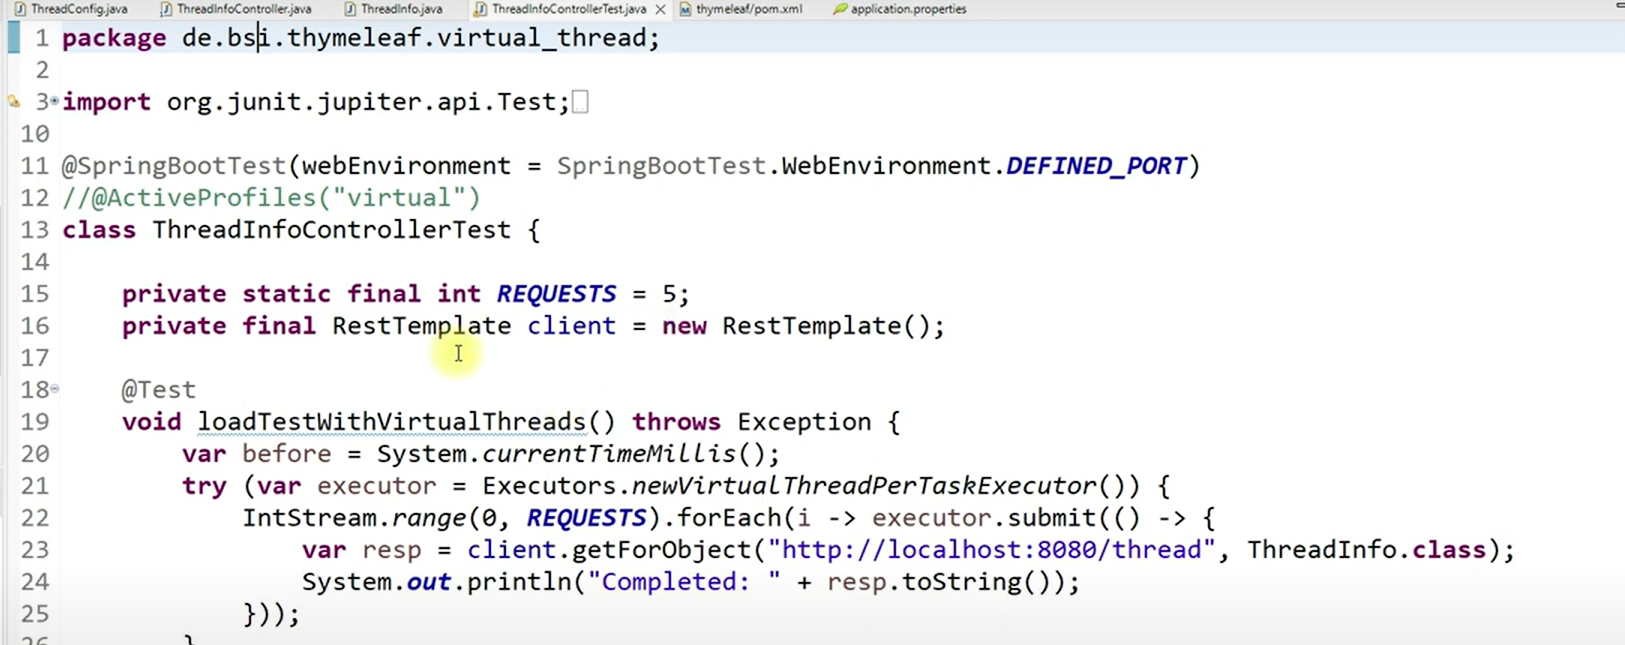 ThreadConfig.java ThreadInfoController.java ThreadInfo.java ThreadInfoControllerTest.java thymeleaf/pom.xml application.properties
1 package de.bsi.thymeleaf.virtual_thread;
2
3 import org.junit.jupiter.api.Test;
10
11 @SpringBootTest(webEnvironment = SpringBootTest.WebEnvironment.DEFINED_PORT)
12 //@ActiveProfiles("virtual")
13 class ThreadInfoControllerTest {
14
15 private static final int REQUESTS = 5;
16 private final RestTemplate client = new RestTemplate();
17
18 @Test
19 void loadTestWithVirtualThreads() throws Exception {
20 var before = System.currentTimeMillis();
21 try (var executor = Executors.newVirtualThreadPerTaskExecutor()) {
22 IntStream.range(0, REQUESTS).forEach(i -> executor.submit(() -> {
23 var resp = client.getForObject("http://localhost:8080/thread", ThreadInfo.class);
24 System.out.println("Completed: " + resp.toString());
25 }));
26 }